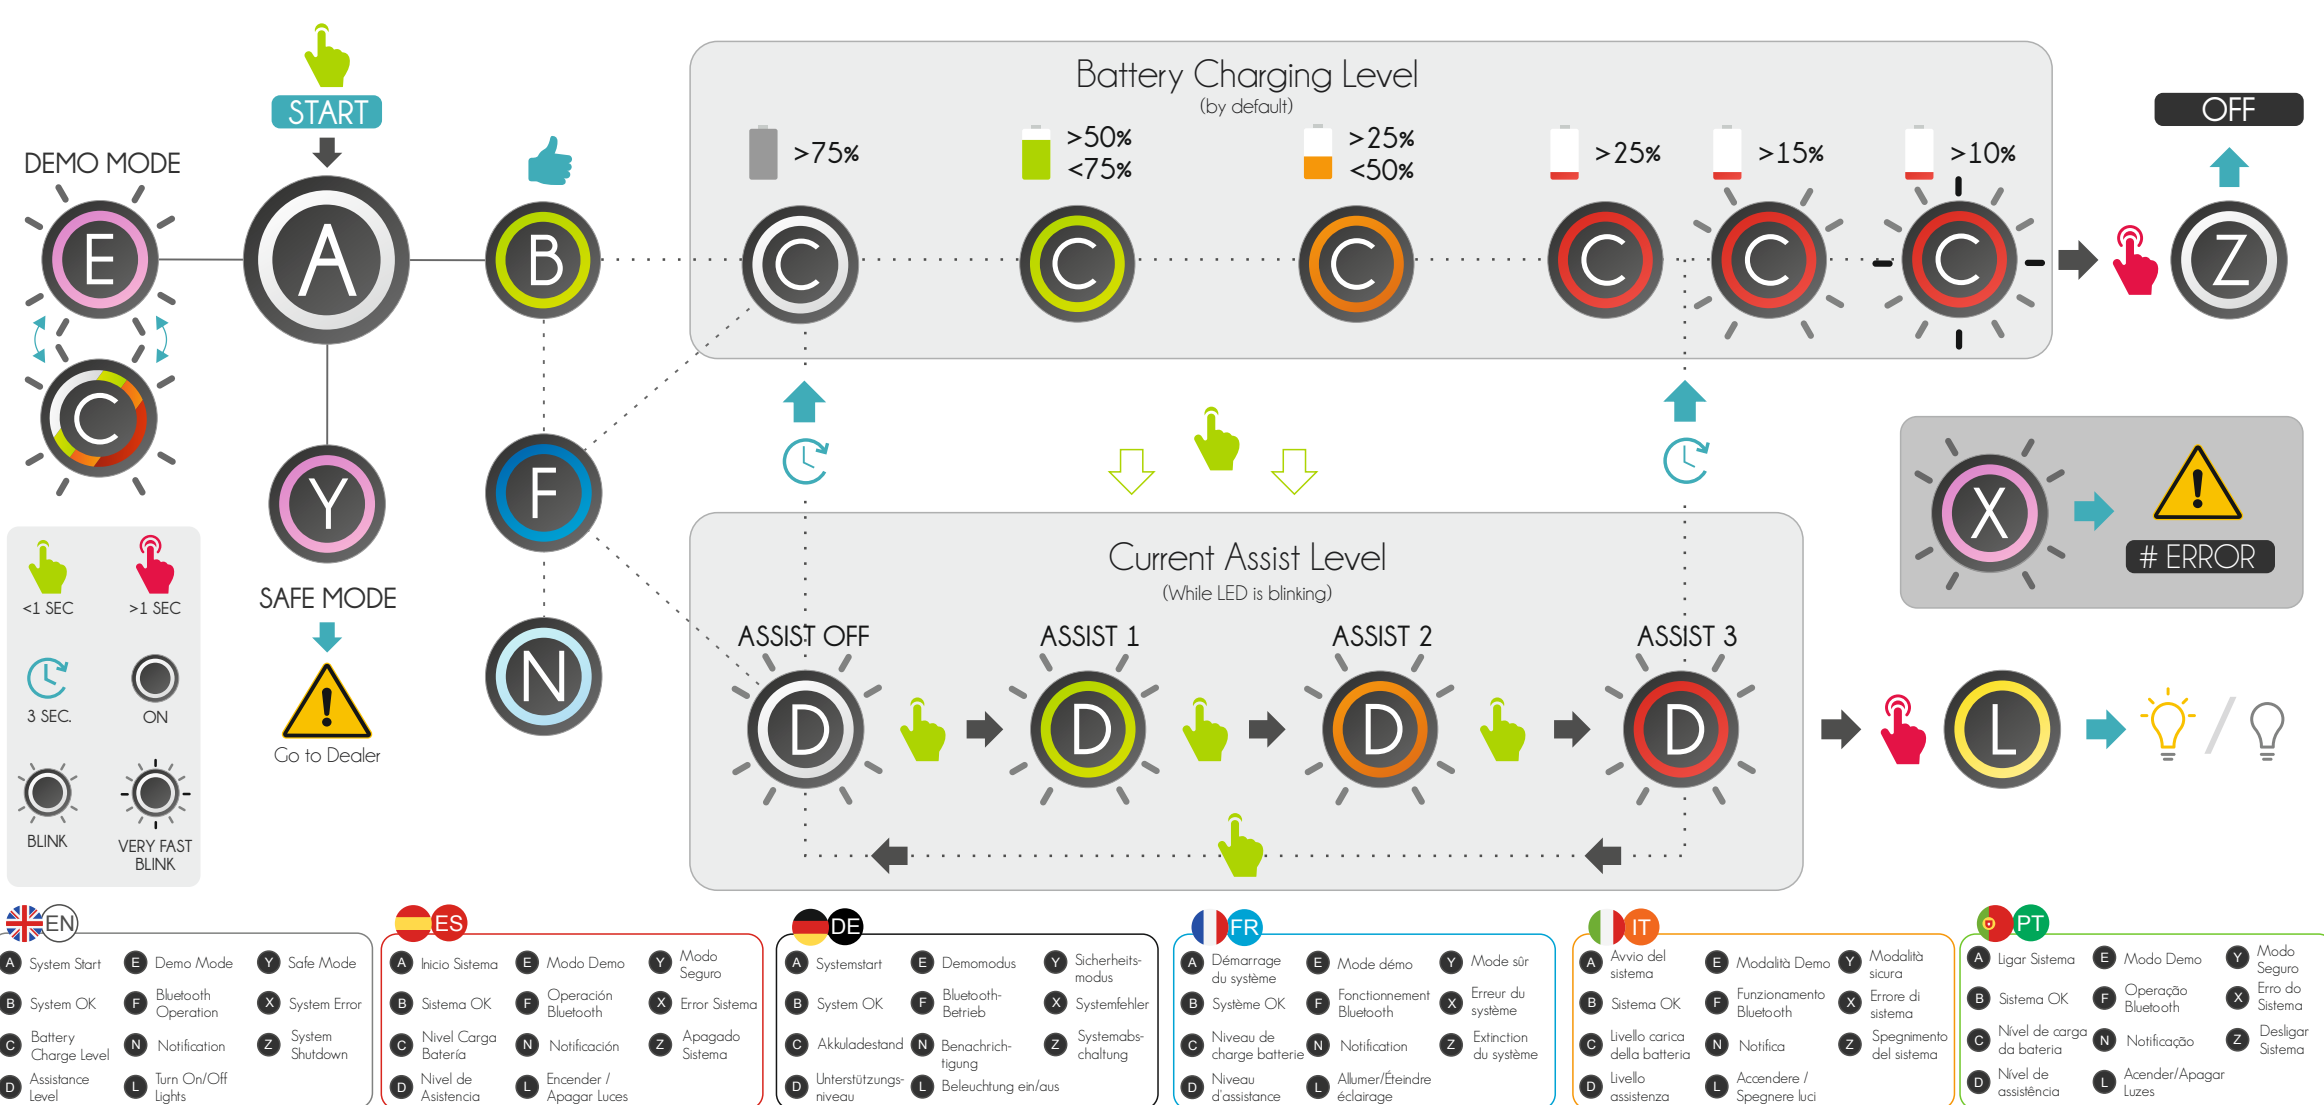 START
DEMO MODE
E
A
B
C
Y
F
N
SAFE MODE
Go to Dealer
<1 SEC
>1 SEC
3 SEC.
ON
BLINK
VERY FAST
BLINK
Battery Charging Level
(by default)
>75%
>50%
<75%
>25%
<50%
>25%
>15%
>10%
C
C
C
C
C
C
OFF
Z
X
# ERROR
Current Assist Level
(While LED is blinking)
ASSIST OFF
ASSIST 1
ASSIST 2
ASSIST 3
D
D
D
D
L
EN
A System Start
B System OK
C Battery
Charge Level
D Assistance
Level
E Demo Mode
F Bluetooth
Operation
N Notification
L Turn On/Off
Lights
Y Safe Mode
X System Error
Z System
Shutdown
ES
A Inicio Sistema
B Sistema OK
C Nivel Carga
Batería
D Nivel de
Asistencia
E Modo Demo
F Operación
Bluetooth
N Notificación
L Encender /
Apagar Luces
Y Modo
Seguro
X Error Sistema
Z Apagado
Sistema
DE
A Systemstart
B System OK
C Akkuladestand
D Unterstützungs-
niveau
E Demomodus
F Bluetooth-
Betrieb
N Benachrich-
tigung
L Beleuchtung ein/aus
Y Sicherheits-
modus
X Systemfehler
Z Systemabs-
chaltung
FR
A Démarrage
du système
B Système OK
C Niveau de
charge batterie
D Niveau
d'assistance
E Mode démo
F Fonctionnement
Bluetooth
N Notification
L Allumer/Éteindre
éclairage
Y Mode sûr
X Erreur du
système
Z Extinction
du système
IT
A Avvio del
sistema
B Sistema OK
C Livello carica
della batteria
D Livello
assistenza
E Modalità Demo
F Funzionamento
Bluetooth
N Notifica
L Accendere /
Spegnere luci
Y Modalità
sicura
X Errore di
sistema
Z Spegnimento
del sistema
PT
A Ligar Sistema
B Sistema OK
C Nível de carga
da bateria
D Nível de
assistência
E Modo Demo
F Operação
Bluetooth
N Notificação
L Acender/Apagar
Luzes
Y Modo
Seguro
X Erro do
Sistema
Z Desligar
Sistema